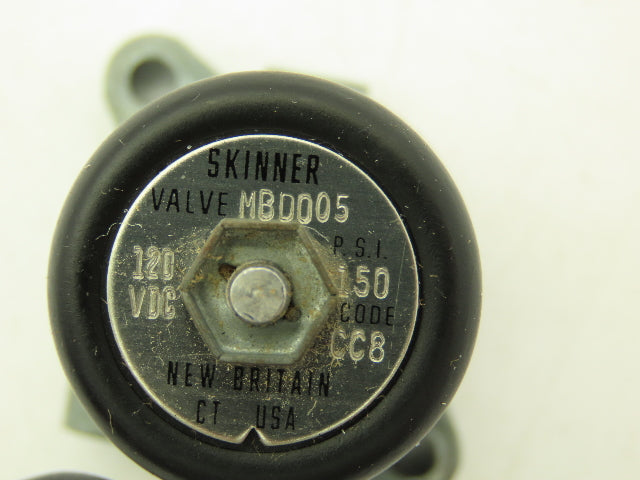 SKINNER
VALVE MBD005
P.S.I.
120 150
VDC CODE
CC8
NEW BRITAIN
CT USA